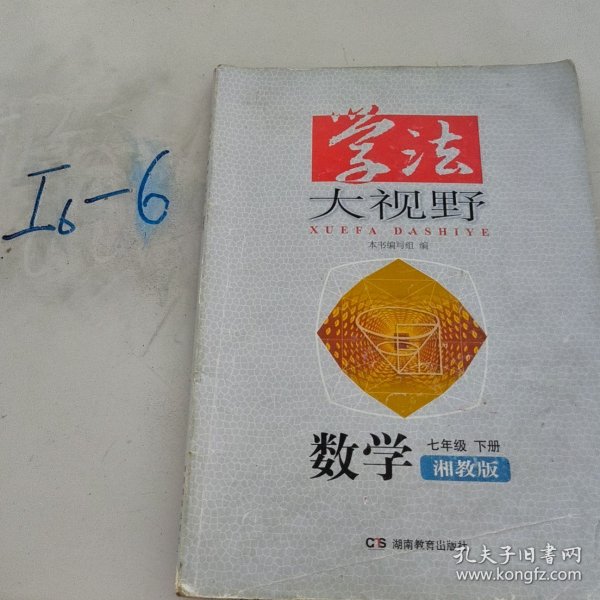 I6-6
学法
大视野
XUEFA DASHIYE
本书编写组 编
数学
七年级 下册
湘教版
CTS 湖南教育出版社
孔夫子旧书网
www.kongfz.com